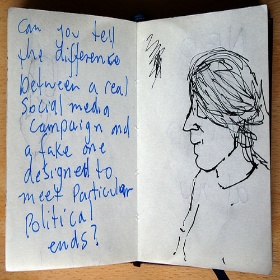 Can you tell
the difference
between a real
Social media
Campaign and
a fake one
designed to
meet Particular
Political
ends?